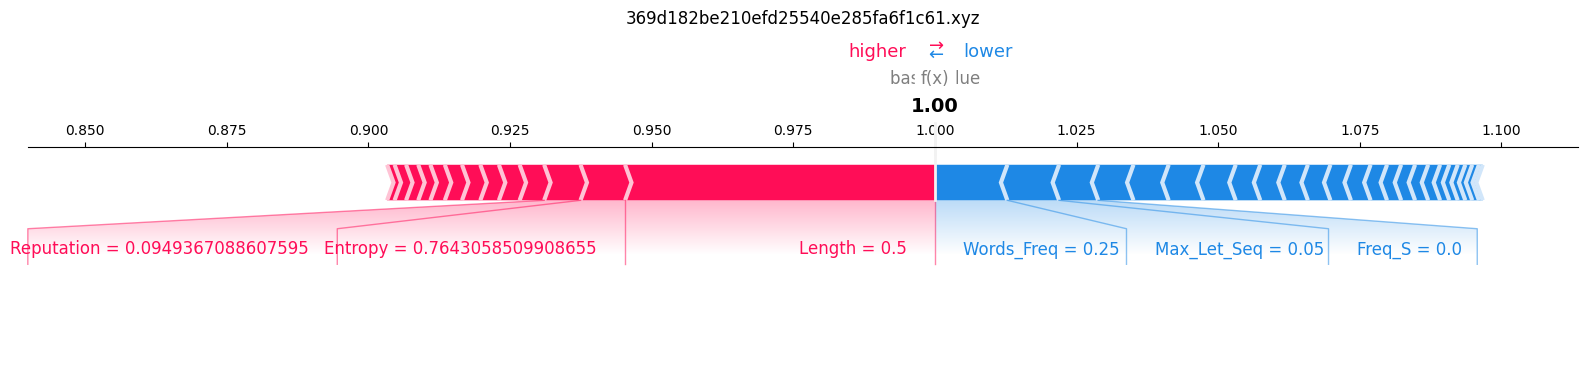 369d182be210efd25540e285fa6f1c61.xyz
higher ⇄ lower
f(x)
1.00
0.850 0.875 0.900 0.925 0.950 0.975 1.000 1.025 1.050 1.075 1.100
Reputation = 0.0949367088607595 Entropy = 0.7643058509908655 Length = 0.5 Words_Freq = 0.25 Max_Let_Seq = 0.05 Freq_S = 0.0